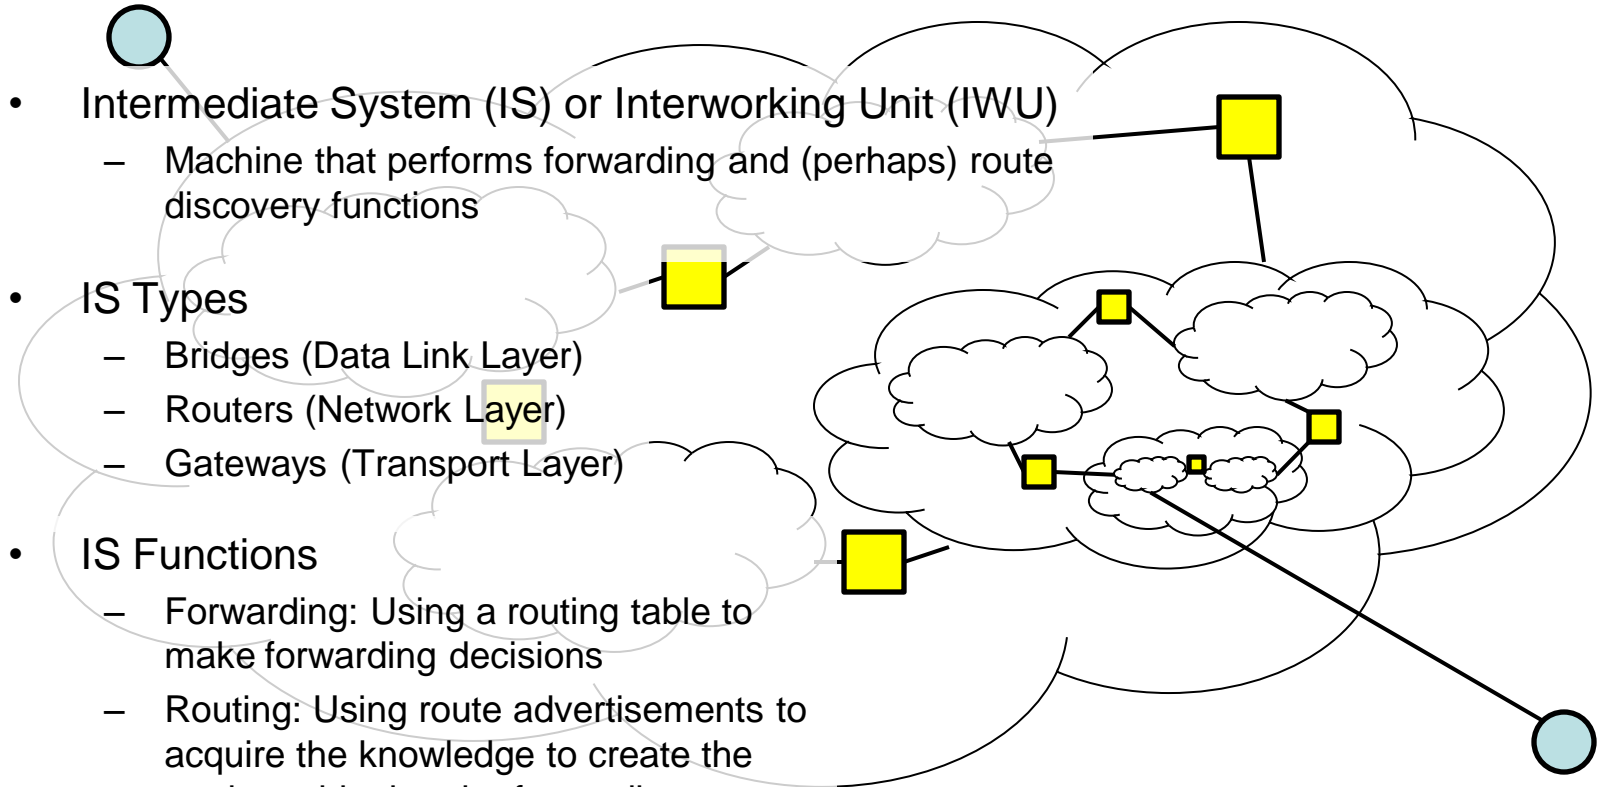 • Intermediate System (IS) or Interworking Unit (IWU)
– Machine that performs forwarding and (perhaps) route
discovery functions
• IS Types
– Bridges (Data Link Layer)
– Routers (Network Layer)
– Gateways (Transport Layer)
• IS Functions
– Forwarding: Using a routing table to
make forwarding decisions
– Routing: Using route advertisements to
acquire the knowledge to create the